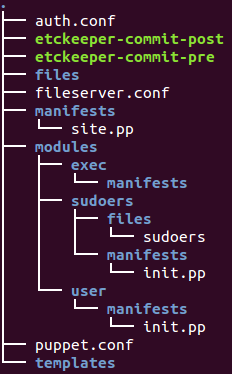 .
auth.conf
etckeeper-commit-post
etckeeper-commit-pre
files
fileserver.conf
manifests
site.pp
modules
exec
manifests
sudoers
files
sudoers
manifests
init.pp
user
manifests
init.pp
puppet.conf
templates